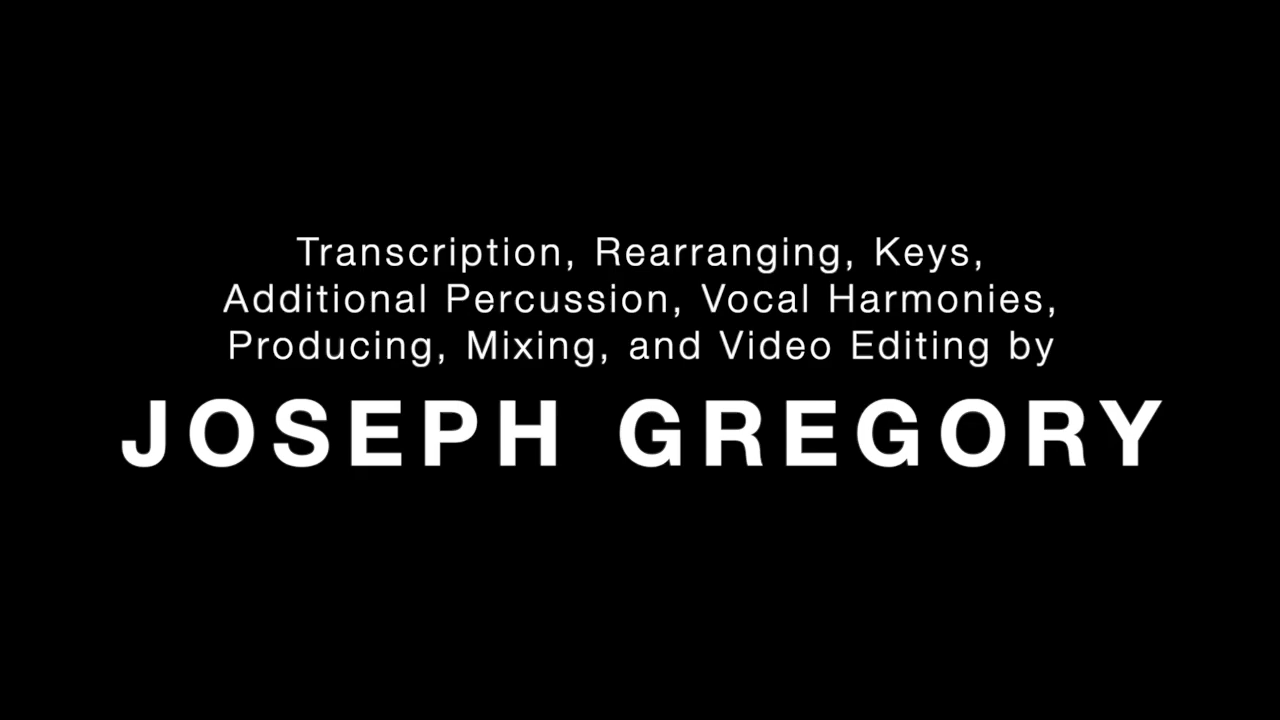 Transcription, Rearranging, Keys,
Additional Percussion, Vocal Harmonies,
Producing, Mixing, and Video Editing by
JOSEPH GREGORY